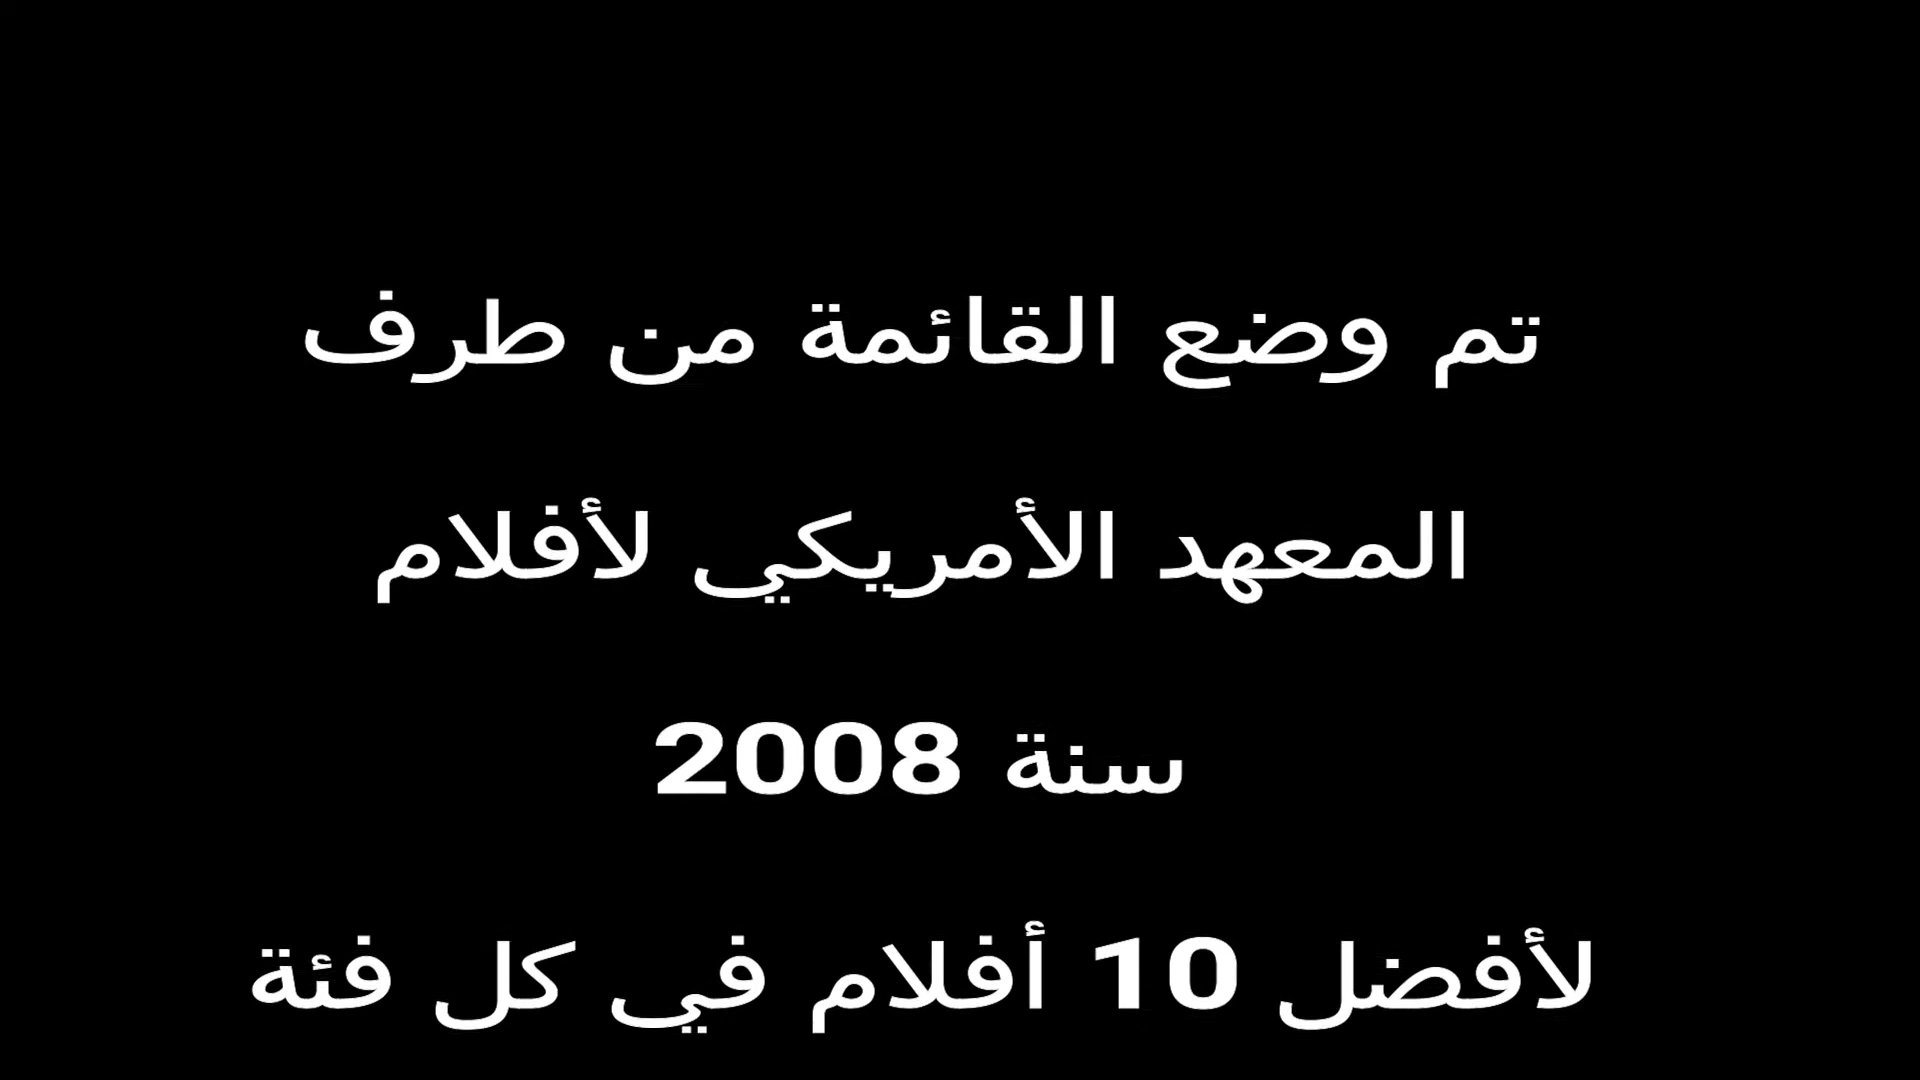 تم وضع القائمة من طرف
المعهد الأمريكي لأفلام
سنة 2008
لأفضل 10 أفلام في كل فئة